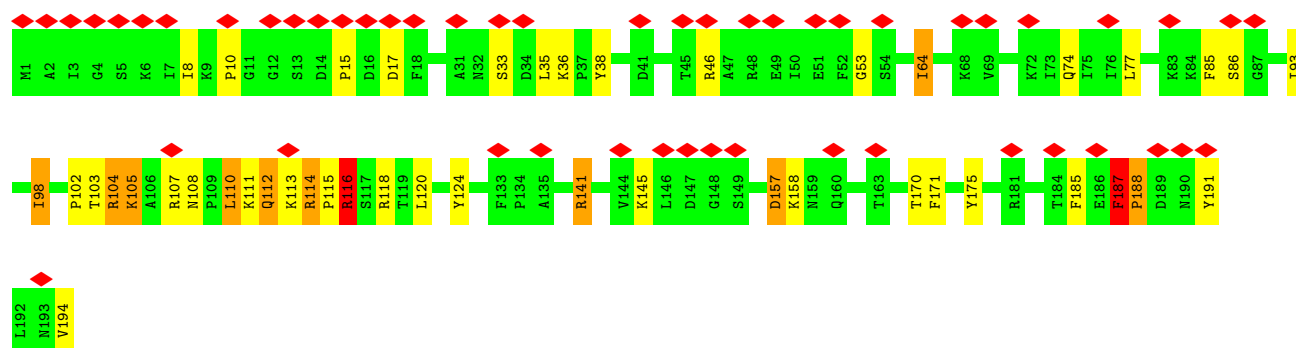 M1 A2 I3 G4 S5 K6 I7 I8 K9 P10 G11 G12 S13 D14 P15 D16 D17 F18 A31 N32 S33 D34 L35 K36 P37 Y38 D41 T45 R46 A47 R48 E49 I50 E51 F52 G53 S54 I64 K68 V69 K72 I73 Q74 I75 I76 L77 K83 K84 F85 S86 G87 I93
I98 P102 T103 R104 K105 A106 R107 N108 P109 L110 K111 Q112 K113 R114 P115 R116 S117 R118 T119 L120 Y124 F133 P134 A135 R141 V144 K145 L146 D147 G148 S149 D157 K158 N159 Q160 T163 T170 F171 Y175 R181 T184 F185 E186 F187 P188 D189 N190 Y191
L192 N193 V194